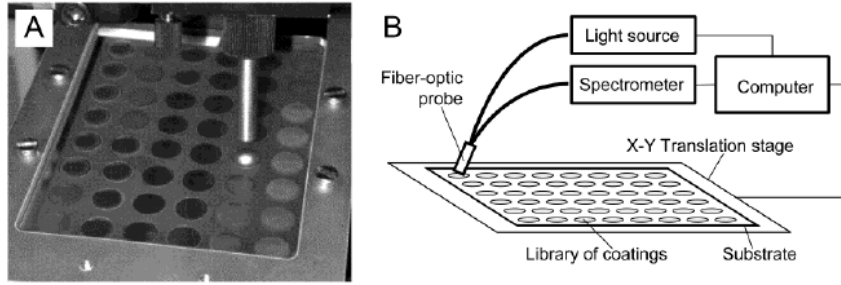 A
B
Light source
Fiber-optic
probe
Spectrometer
Computer
X-Y Translation stage
Library of coatings
Substrate